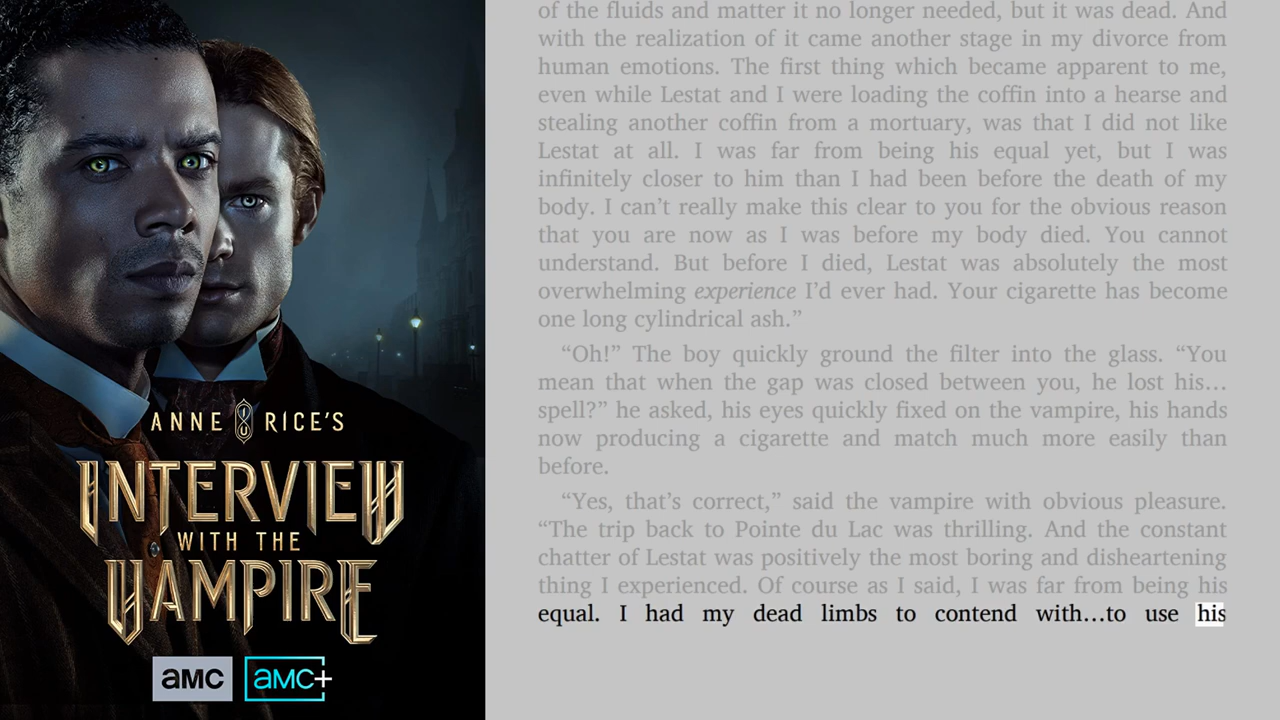 ANNE RICE'S
INTERVIEW
WITH THE
VAMPIRE
amc
amc+
of the fluids and matter it no longer needed, but it was dead. And
with the realization of it came another stage in my divorce from
human emotions. The first thing which became apparent to me,
even while Lestat and I were loading the coffin into a hearse and
stealing another coffin from a mortuary, was that I did not like
Lestat at all. I was far from being his equal yet, but I was
infinitely closer to him than I had been before the death of my
body. I can’t really make this clear to you for the obvious reason
that you are now as I was before my body died. You cannot
understand. But before I died, Lestat was absolutely the most
overwhelming experience I’d ever had. Your cigarette has become
one long cylindrical ash.”
“Oh!” The boy quickly ground the filter into the glass. “You
mean that when the gap was closed between you, he lost his…
spell?” he asked, his eyes quickly fixed on the vampire, his hands
now producing a cigarette and match much more easily than
before.
“Yes, that’s correct,” said the vampire with obvious pleasure.
“The trip back to Pointe du Lac was thrilling. And the constant
chatter of Lestat was positively the most boring and disheartening
thing I experienced. Of course as I said, I was far from being his
equal. I had my dead limbs to contend with…to use his